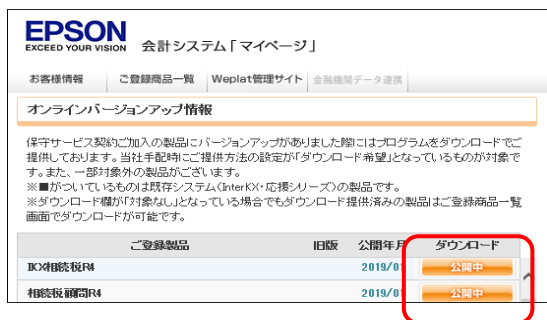 EPSON
EXCEED YOUR VISION
会計システム「マイページ」
お客様情報 ご登録商品一覧 Weplat管理サイト 金融機関データ連携
オンラインバージョンアップ情報
保守サービス契約ご加入の製品にバージョンアップがありました際にはプログラムをダウンロードでご
提供しております。当社手配時にご提供方法の設定が「ダウンロード希望」となっているものが対象で
す。また、一部対象外の製品がございます。
※■がついているものは既存システム(InterKX・応援シリーズ)の製品です。
※ダウンロード欄が「対象なし」となっている場合でもダウンロード提供済みの製品はご登録商品一覧
画面でダウンロードが可能です。
ご登録製品 旧版 公開年月 ダウンロード
IKX相続税R4 2019/01 公開中
相続税顧問R4 2019/01 公開中